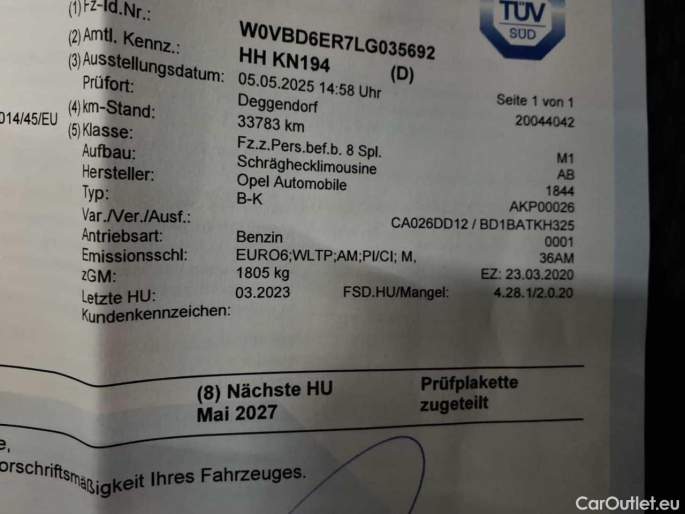 (1) Fz-Id.Nr.: W0VBD6ER7LG035692
TÜV SÜD
(2) Amtl. Kennz.: HH KN194 (D)
(3) Ausstellungsdatum: 05.05.2025 14:58 Uhr Seite 1 von 1
Prüfort: Deggendorf 20044042
014/45/EU
(4) km-Stand: 33783 km
(5) Klasse: Fz.z.Pers.bef.b. 8 Spl. M1
Aufbau: Schräghecklimousine AB
Hersteller: Opel Automobile 1844
Typ: B-K AKP00026
Var./Ver./Ausf.: CA026DD12 / BD1BATKH325
Antriebsart: Benzin 0001
Emissionsschl: EURO6;WLTP;AM;PI/CI; M, 36AM
zGM: 1805 kg EZ: 23.03.2020
Letzte HU: 03.2023 FSD.HU/Mangel: 4.28.1/2.0.20
Kundenkennzeichen:
(8) Nächste HU Prüfplakette
Mai 2027 zugeteilt
e,
orschriftsmäßigkeit Ihres Fahrzeuges.
CarOutlet.eu